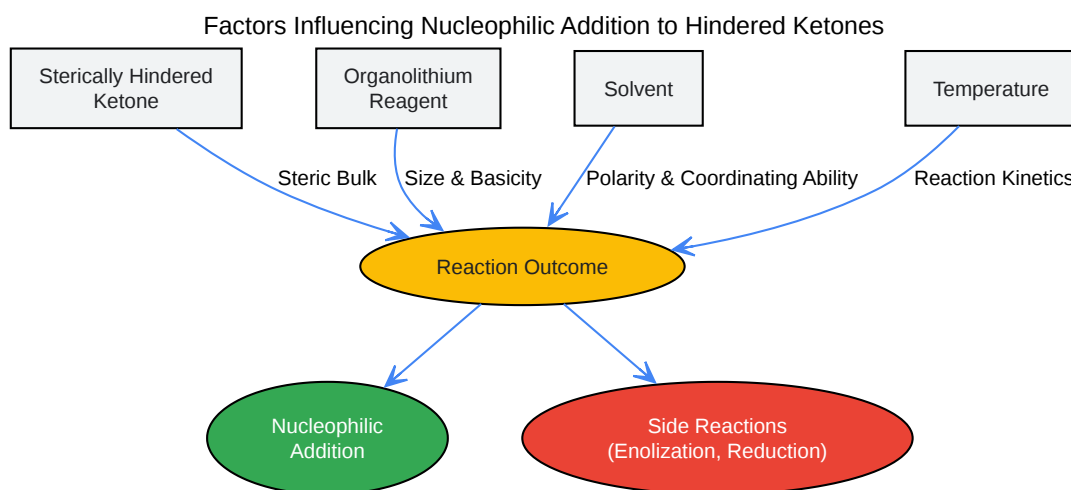 Factors Influencing Nucleophilic Addition to Hindered Ketones
Sterically Hindered
Ketone
Organolithium
Reagent
Solvent
Temperature
Steric Bulk
Size & Basicity
Polarity & Coordinating Ability
Reaction Kinetics
Reaction Outcome
Nucleophilic
Addition
Side Reactions
(Enolization, Reduction)